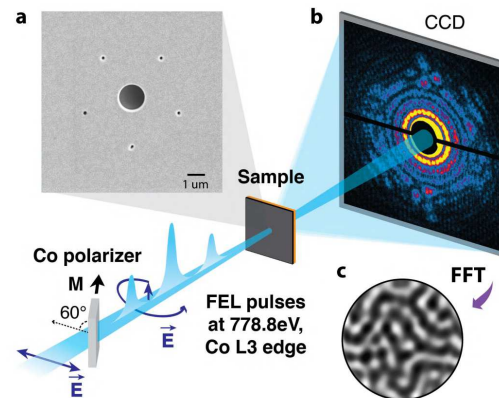 a
b
CCD
1 um
Sample
Co polarizer
M
60°
E
E
FEL pulses
at 778.8eV,
Co L3 edge
c
FFT